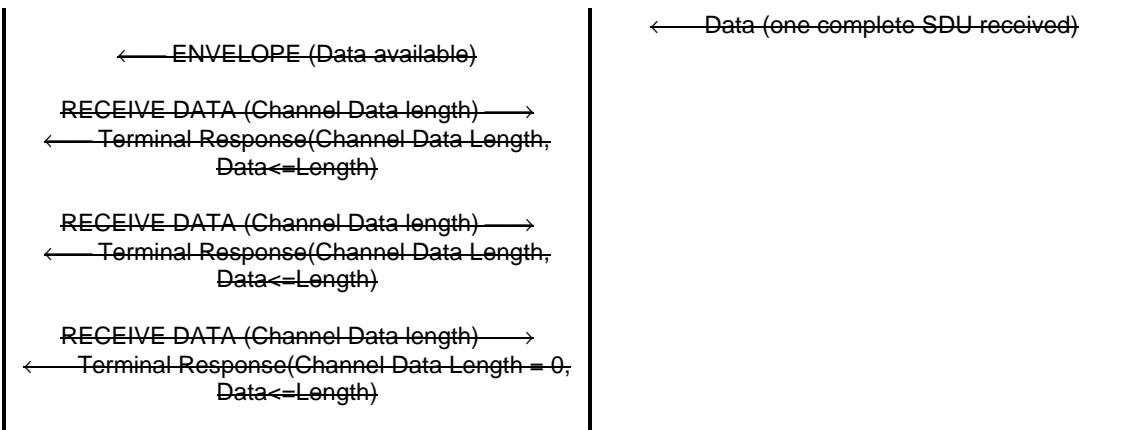 ← Data (one complete SDU received)
← ENVELOPE (Data available)
RECEIVE DATA (Channel Data length) →
← Terminal Response(Channel Data Length,
Data<=Length)
RECEIVE DATA (Channel Data length) →
← Terminal Response(Channel Data Length,
Data<=Length)
RECEIVE DATA (Channel Data length) →
← Terminal Response(Channel Data Length = 0,
Data<=Length)